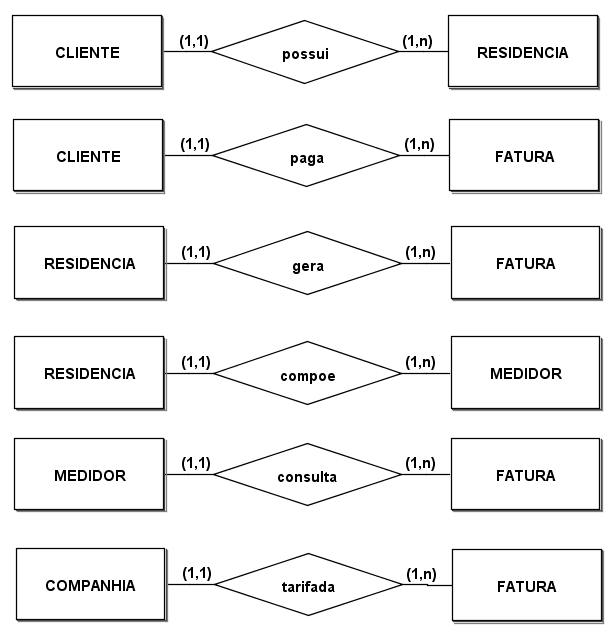 CLIENTE (1,1) possui (1,n) RESIDENCIA
CLIENTE (1,1) paga (1,n) FATURA
RESIDENCIA (1,1) gera (1,n) FATURA
RESIDENCIA (1,1) compoe (1,n) MEDIDOR
MEDIDOR (1,1) consulta (1,n) FATURA
COMPANHIA (1,1) tarifada (1,n) FATURA